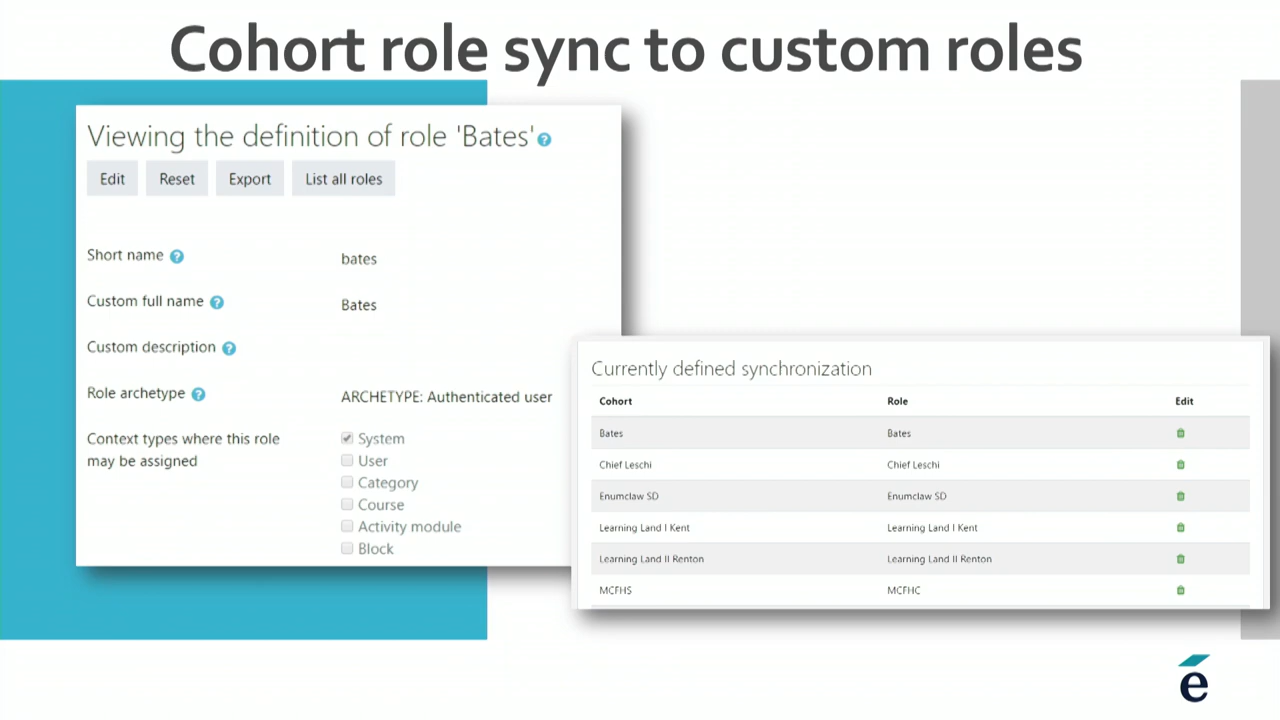 Cohort role sync to custom roles
Viewing the definition of role 'Bates'
Edit Reset Export List all roles
Short name bates
Custom full name Bates
Custom description
Role archetype ARCHETYPE: Authenticated user
Context types where this role may be assigned
System
User
Category
Course
Activity module
Block
Currently defined synchronization
Cohort Role Edit
Bates Bates
Chief Leschi Chief Leschi
Enumclaw SD Enumclaw SD
Learning Land I Kent Learning Land I Kent
Learning Land II Renton Learning Land II Renton
MCFHS MCFHC
é